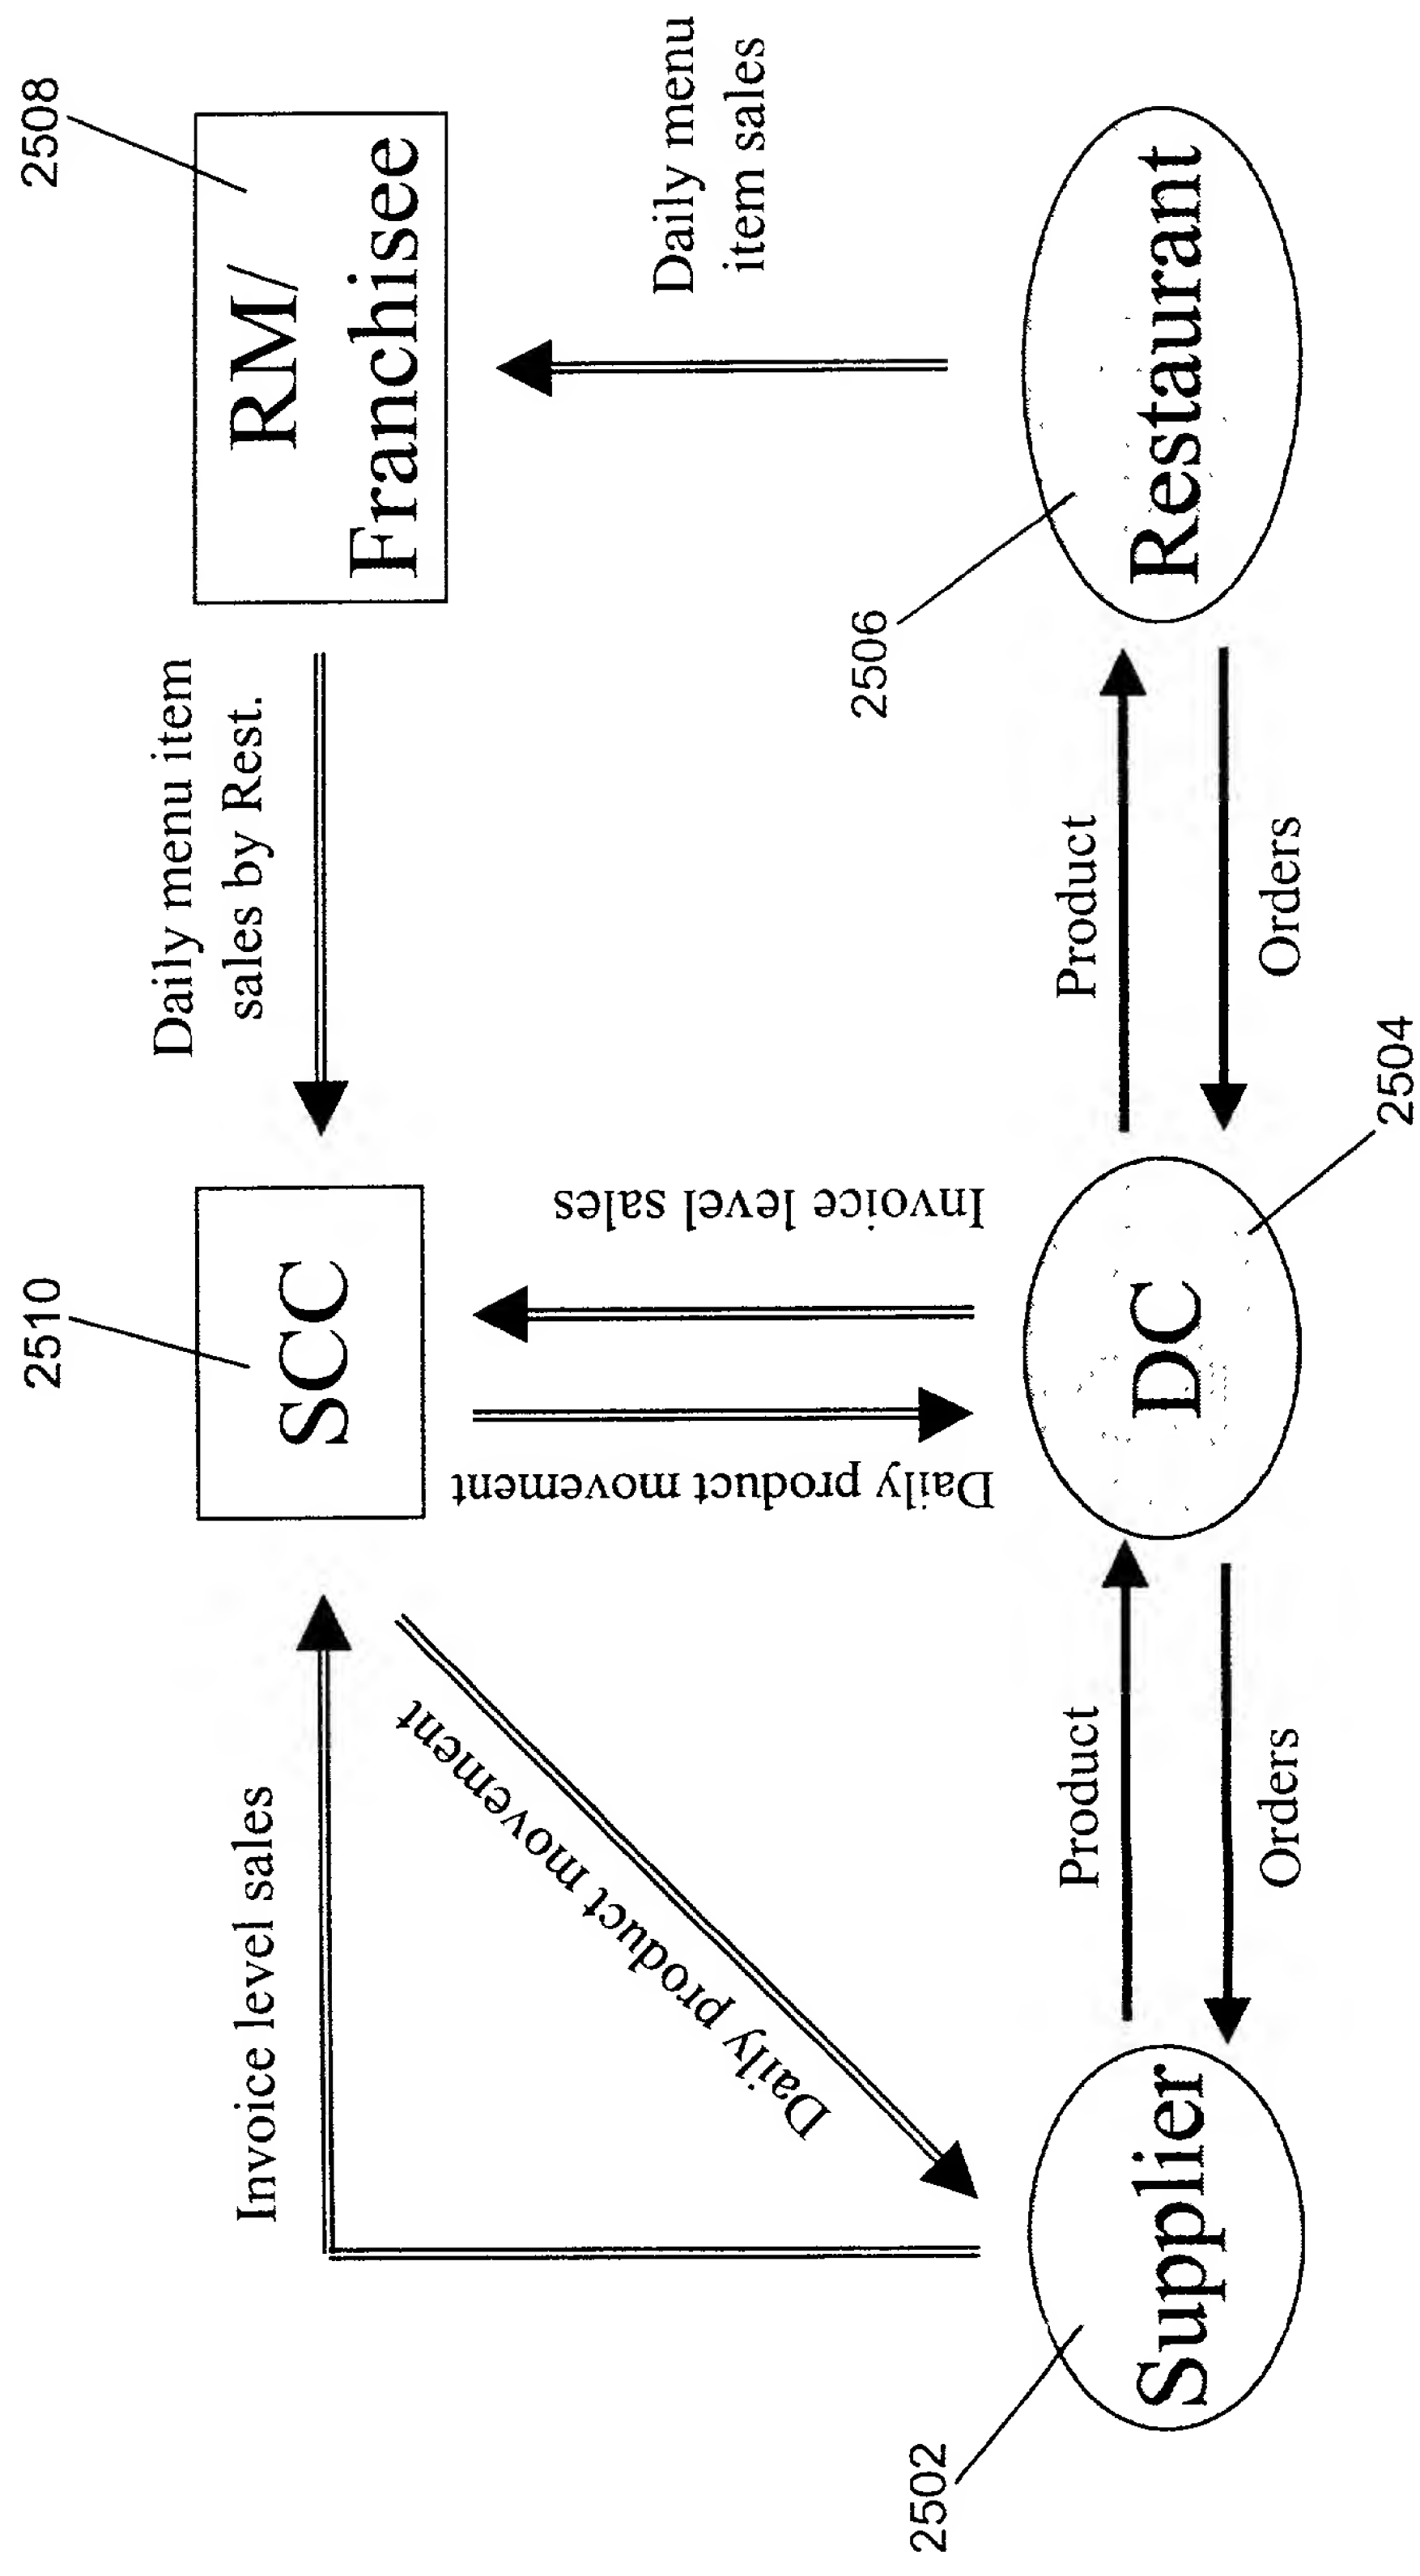 2510
2508
Invoice level sales
SCC
Daily menu item
sales by Rest.
RM/
Franchisee
Daily product movement
Daily product movement
Invoice level sales
Daily menu
item sales
2502
2506
Product
Product
Supplier
DC
Restaurant
Orders
Orders
2504